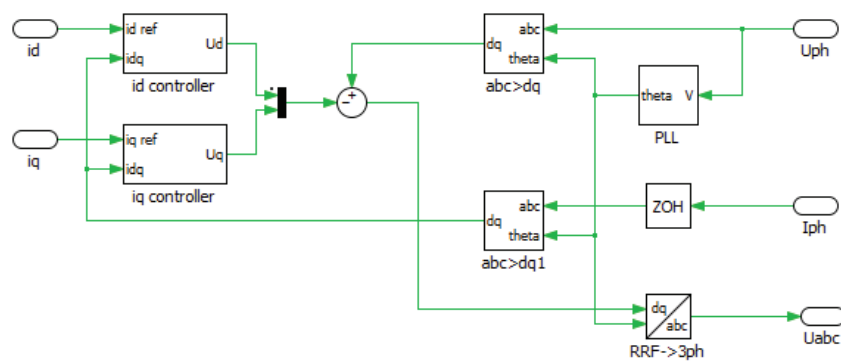 id
id ref
idq
Ud
id controller
iq
iq ref
idq
Uq
iq controller
−
+
dq
abc
theta
abc>dq
theta
V
PLL
Uph
dq
abc
theta
abc>dq1
ZOH
Iph
dq
abc
RRF->3ph
Uabc